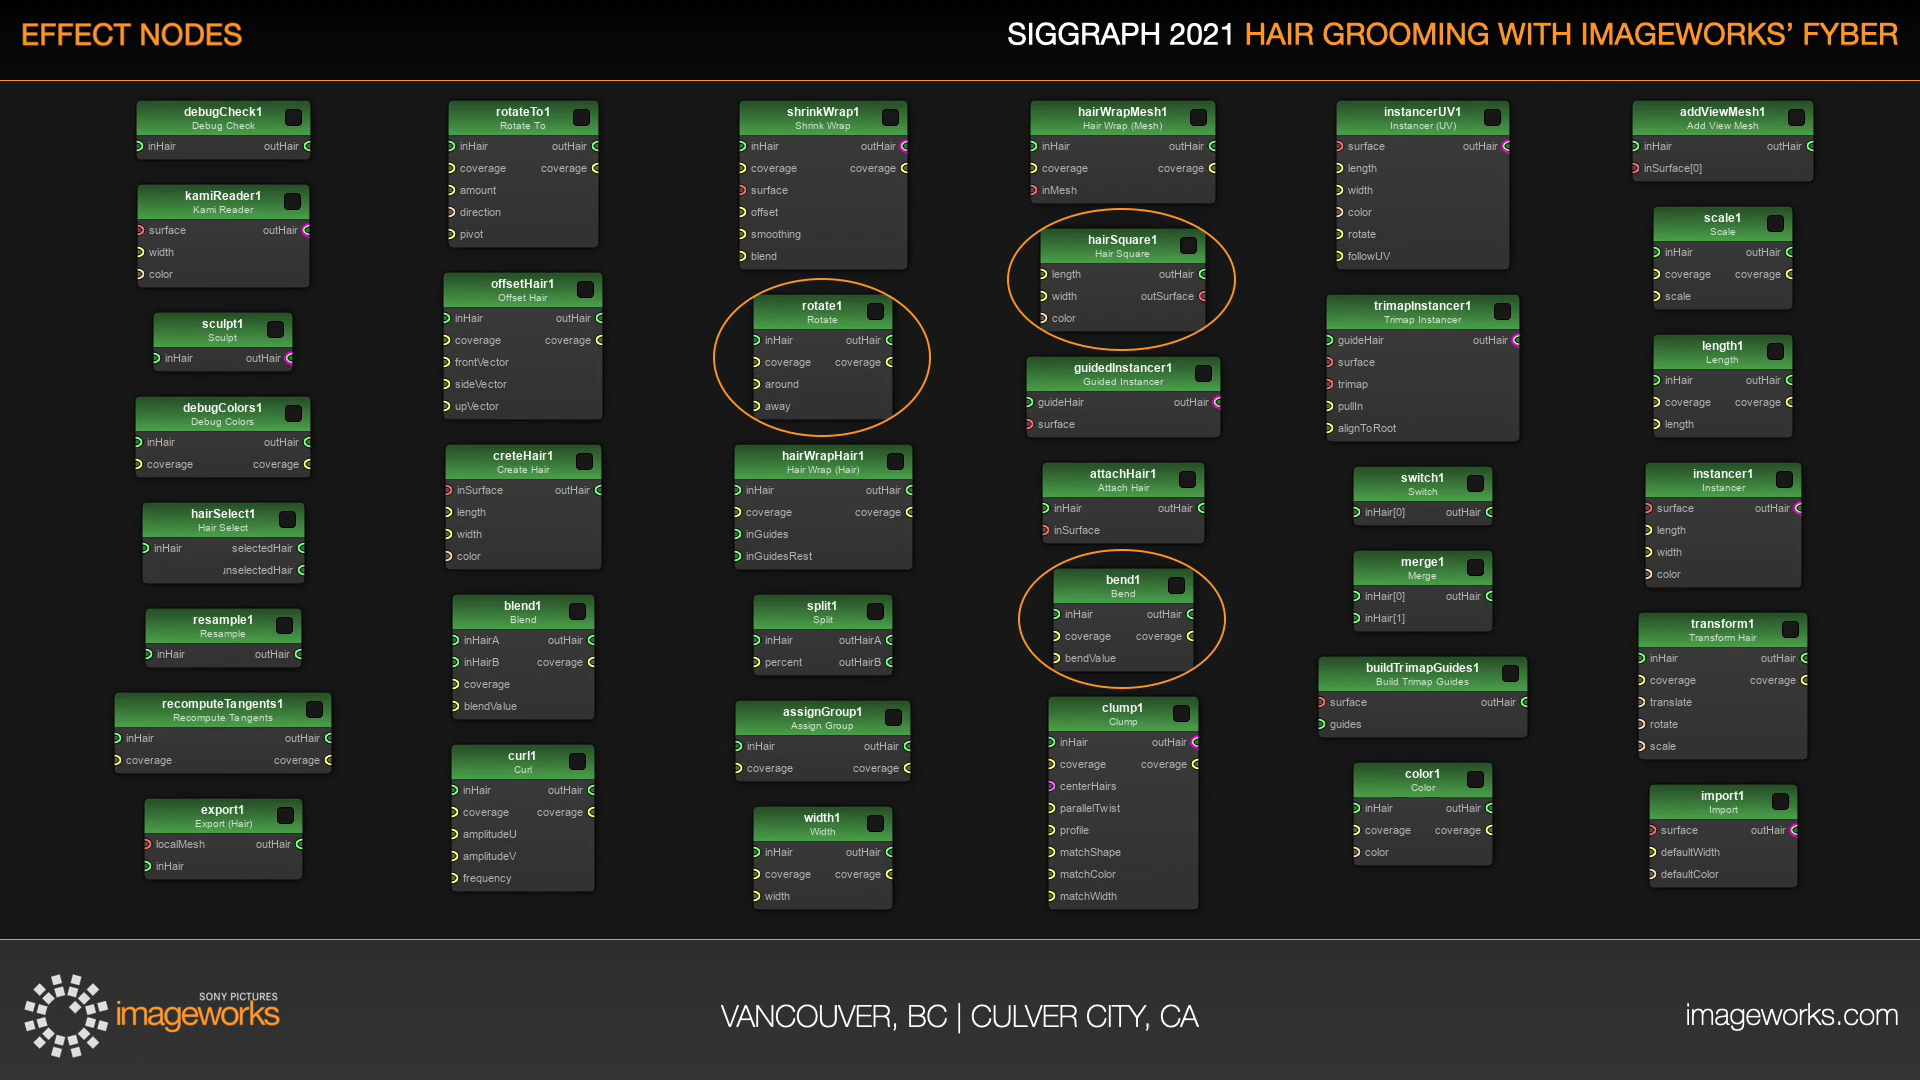 EFFECT NODES
SIGGRAPH 2021 HAIR GROOMING WITH IMAGEWORKS' FYBER
debugCheck1
Debug Check
inHair outHair
kamiReader1
Kami Reader
surface outHair
width
color
sculpt1
Sculpt
inHair outHair
debugColors1
Debug Colors
inHair outHair
coverage coverage
hairSelect1
Hair Select
inHair selectedHair
unselectedHair
resample1
Resample
inHair outHair
recomputeTangents1
Recompute Tangents
inHair outHair
coverage coverage
export1
Export (Hair)
localMesh outHair
inHair
rotateTo1
Rotate To
inHair outHair
coverage coverage
amount
direction
pivot
offsetHair1
Offset Hair
inHair outHair
coverage coverage
frontVector
sideVector
upVector
creteHair1
Create Hair
inSurface outHair
length
width
color
blend1
Blend
inHairA outHair
inHairB coverage
coverage
blendValue
curl1
Curl
inHair outHair
coverage coverage
amplitudeU
amplitudeV
frequency
shrinkWrap1
Shrink Wrap
inHair outHair
coverage coverage
surface
offset
smoothing
blend
rotate1
Rotate
inHair outHair
coverage coverage
around
away
hairWrapHair1
Hair Wrap (Hair)
inHair outHair
coverage coverage
inGuides
inGuidesRest
split1
Split
inHair outHairA
percent outHairB
assignGroup1
Assign Group
inHair outHair
coverage coverage
width1
Width
inHair outHair
coverage coverage
width
hairWrapMesh1
Hair Wrap (Mesh)
inHair outHair
coverage coverage
inMesh
hairSquare1
Hair Square
length outHair
width outSurface
color
guidedInstancer1
Guided Instancer
guideHair outHair
surface
attachHair1
Attach Hair
inHair outHair
inSurface
bend1
Bend
inHair outHair
coverage coverage
bendValue
clump1
Clump
inHair outHair
coverage coverage
centerHairs
parallelTwist
profile
matchShape
matchColor
matchWidth
instancerUV1
Instancer (UV)
surface outHair
length
width
color
rotate
followUV
trimapInstancer1
Trimap Instancer
guideHair outHair
surface
trimap
pullIn
alignToRoot
switch1
Switch
inHair[0] outHair
merge1
Merge
inHair[0] outHair
inHair[1]
buildTrimapGuides1
Build Trimap Guides
surface outHair
guides
color1
Color
inHair outHair
coverage coverage
color
addViewMesh1
Add View Mesh
inHair outHair
inSurface[0]
scale1
Scale
inHair outHair
coverage coverage
scale
length1
Length
inHair outHair
coverage coverage
length
instancer1
Instancer
surface outHair
length
width
color
transform1
Transform Hair
inHair outHair
coverage coverage
translate
rotate
scale
import1
Import
surface outHair
defaultWidth
defaultColor
SONY PICTURES
imageworks
VANCOUVER, BC | CULVER CITY, CA
imageworks.com